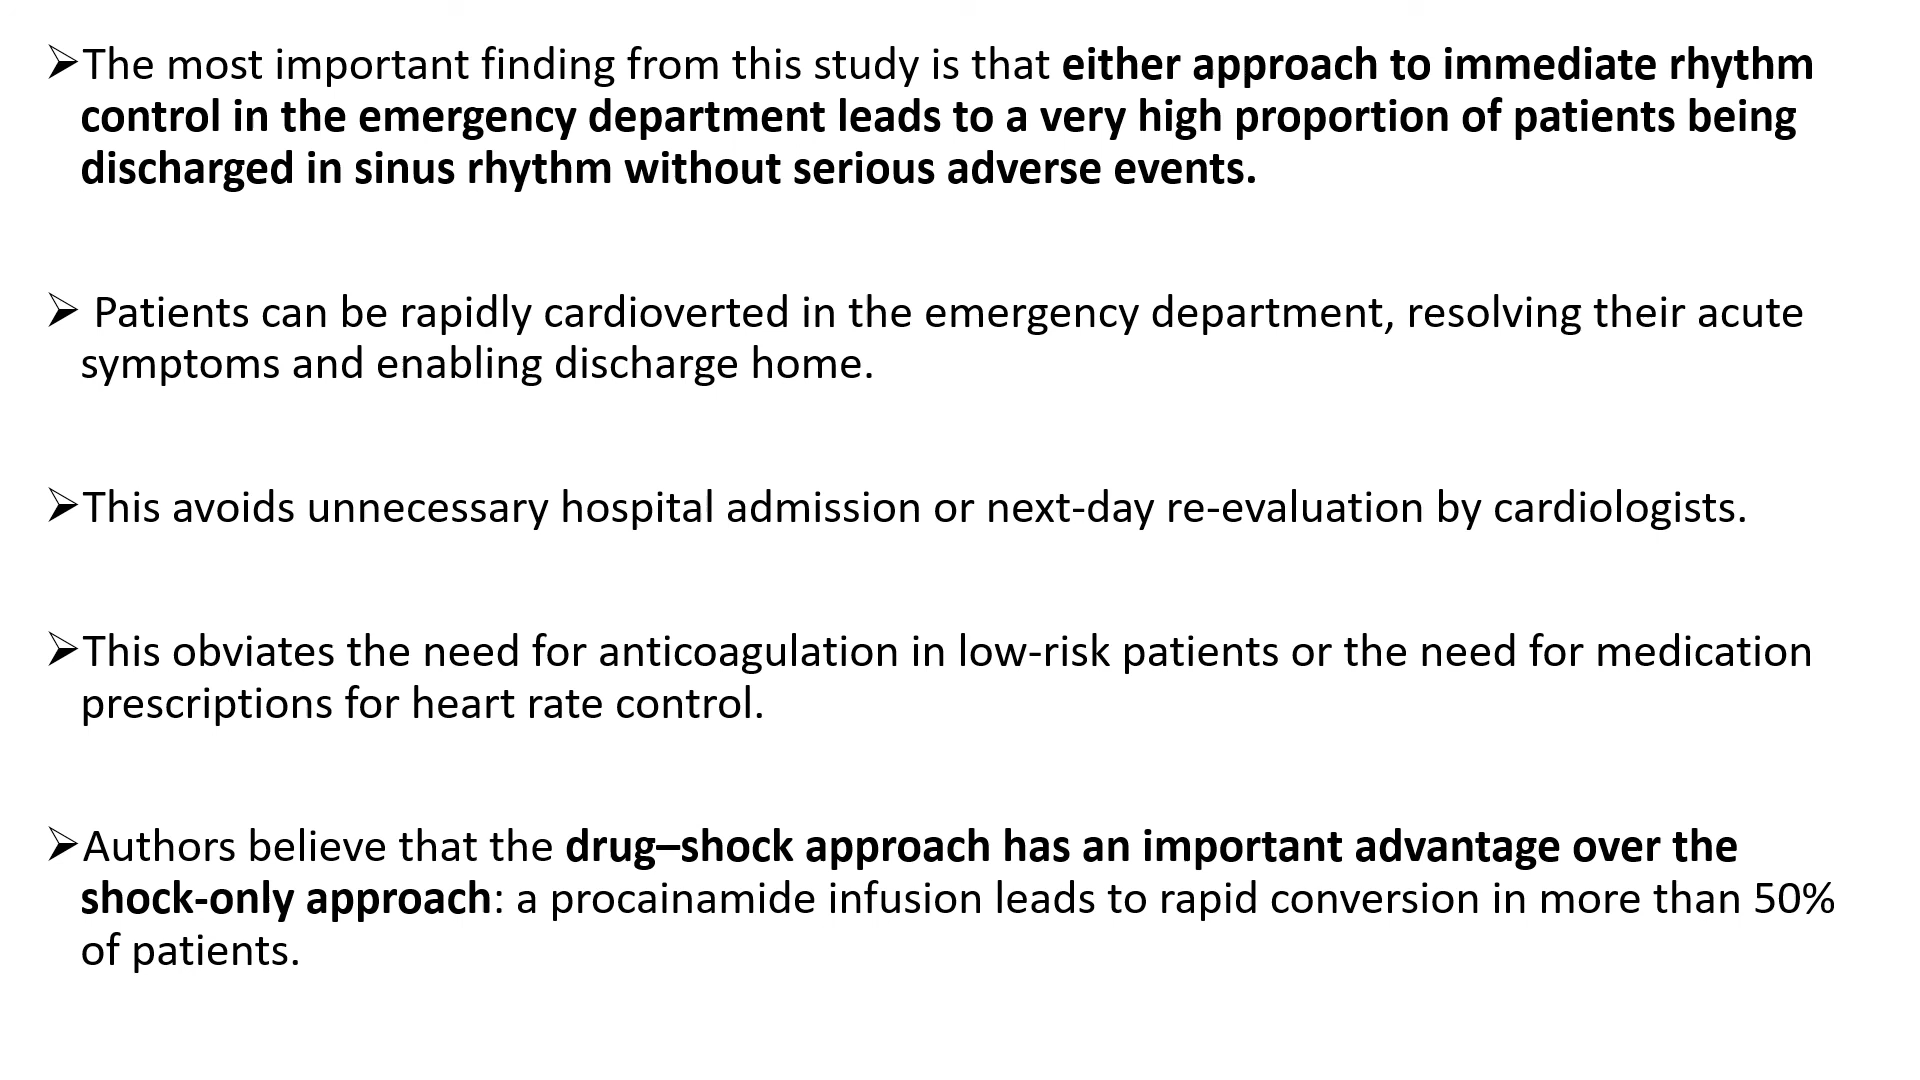 ➢The most important finding from this study is that either approach to immediate rhythm
control in the emergency department leads to a very high proportion of patients being
discharged in sinus rhythm without serious adverse events.
➢ Patients can be rapidly cardioverted in the emergency department, resolving their acute
symptoms and enabling discharge home.
➢This avoids unnecessary hospital admission or next-day re-evaluation by cardiologists.
➢This obviates the need for anticoagulation in low-risk patients or the need for medication
prescriptions for heart rate control.
➢Authors believe that the drug–shock approach has an important advantage over the
shock-only approach: a procainamide infusion leads to rapid conversion in more than 50%
of patients.